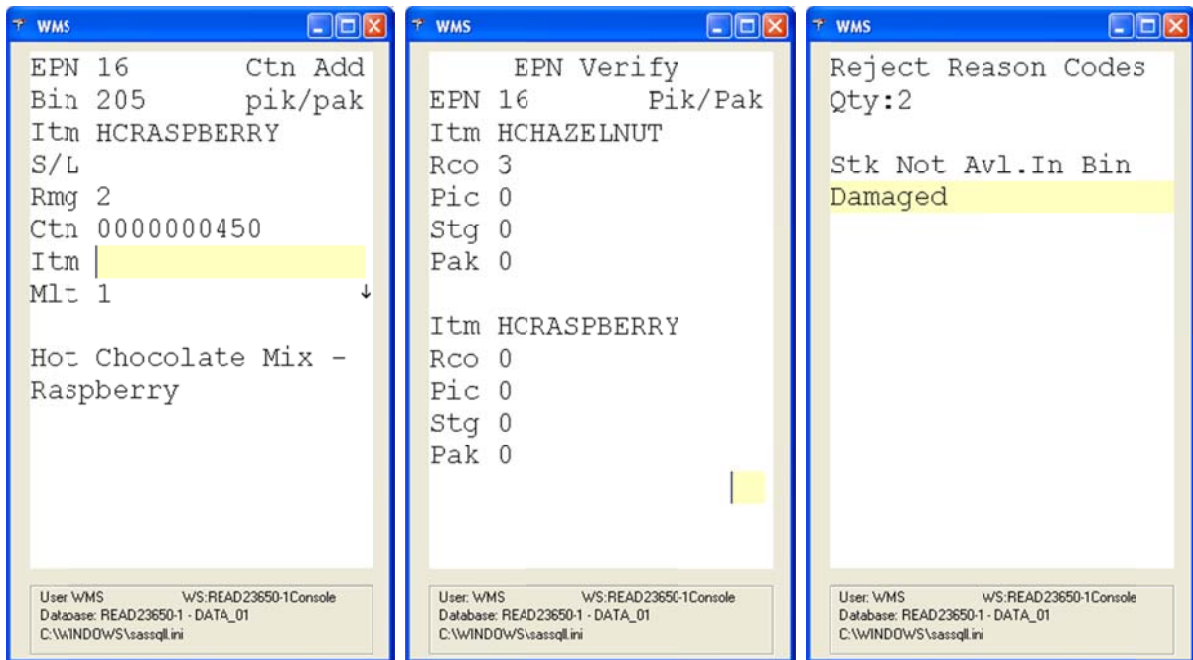 WMS
EPN 16 Ctn Add
Bin 205 pik/pak
Itm HCRASPBERRY
S/L
Rmg 2
Ctn 0000000450
Itm
Mlt 1 ↓
Hot Chocolate Mix -
Raspberry
User WMS WS:READ23650-1Console
Database: READ23650-1 - DATA_01
C:\WINDOWS\sassqll.ini
WMS
EPN Verify
EPN 16 Pik/Pak
Itm HCHAZELNUT
Rco 3
Pic 0
Stg 0
Pak 0
Itm HCRASPBERRY
Rco 0
Pic 0
Stg 0
Pak 0
User: WMS WS:READ23650-1Console
Database: READ23650-1 - DATA_01
C:\WINDOWS\sassqll.ini
WMS
Reject Reason Codes
Qty:2
Stk Not Avl.In Bin
Damaged
User: WMS WS:READ23650-1Console
Database: READ23650-1 - DATA_01
C:\WINDOWS\sassqll.ini